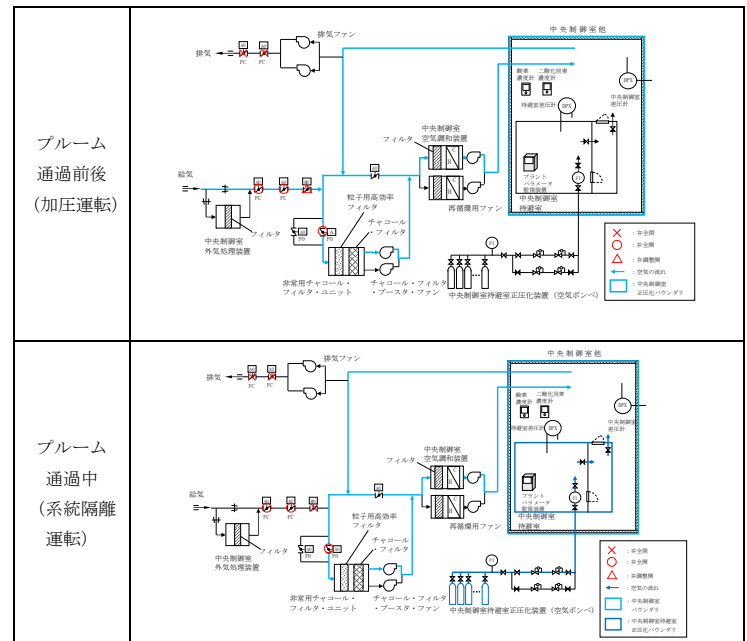 プルーム
通過前後
(加圧運転)
排気ファン
排気
FC
FC
中央制御室他
酸素
濃度計
二酸化炭素
濃度計
待避室差圧計
DPX
DPX
中央制御室
差圧計
中央制御室
空気調和装置
フィルタ
C
H
C
H
再循環用ファン
プラント
パラメータ
監視装置
中央制御室
待避室
FI
給気
FC
FC
フィルタ
中央制御室
外気処理装置
粒子用高効率
フィルタ
チャコール
・フィルタ
FO
FO
非常用チャコール・
フィルタ・ユニット
チャコール・フィルタ
・ブースタ・ファン
PI
中央制御室待避室正圧化装置（空気ボンベ）
：弁全閉
：弁全開
：弁調整開
：空気の流れ
：中央制御室
正圧化バウンダリ
プルーム
通過中
(系統隔離
運転)
排気ファン
排気
FC
FC
中央制御室他
酸素
濃度計
二酸化炭素
濃度計
待避室差圧計
DPX
DPX
中央制御室
差圧計
中央制御室
空気調和装置
フィルタ
C
H
C
H
再循環用ファン
プラント
パラメータ
監視装置
中央制御室
待避室
FI
給気
FC
FC
フィルタ
中央制御室
外気処理装置
粒子用高効率
フィルタ
チャコール
・フィルタ
FO
FO
非常用チャコール・
フィルタ・ユニット
チャコール・フィルタ
・ブースタ・ファン
PI
中央制御室待避室正圧化装置（空気ボンベ）
：弁全閉
：弁全開
：弁調整開
：空気の流れ
：中央制御室
バウンダリ
：中央制御室待避室
正圧化バウンダリ